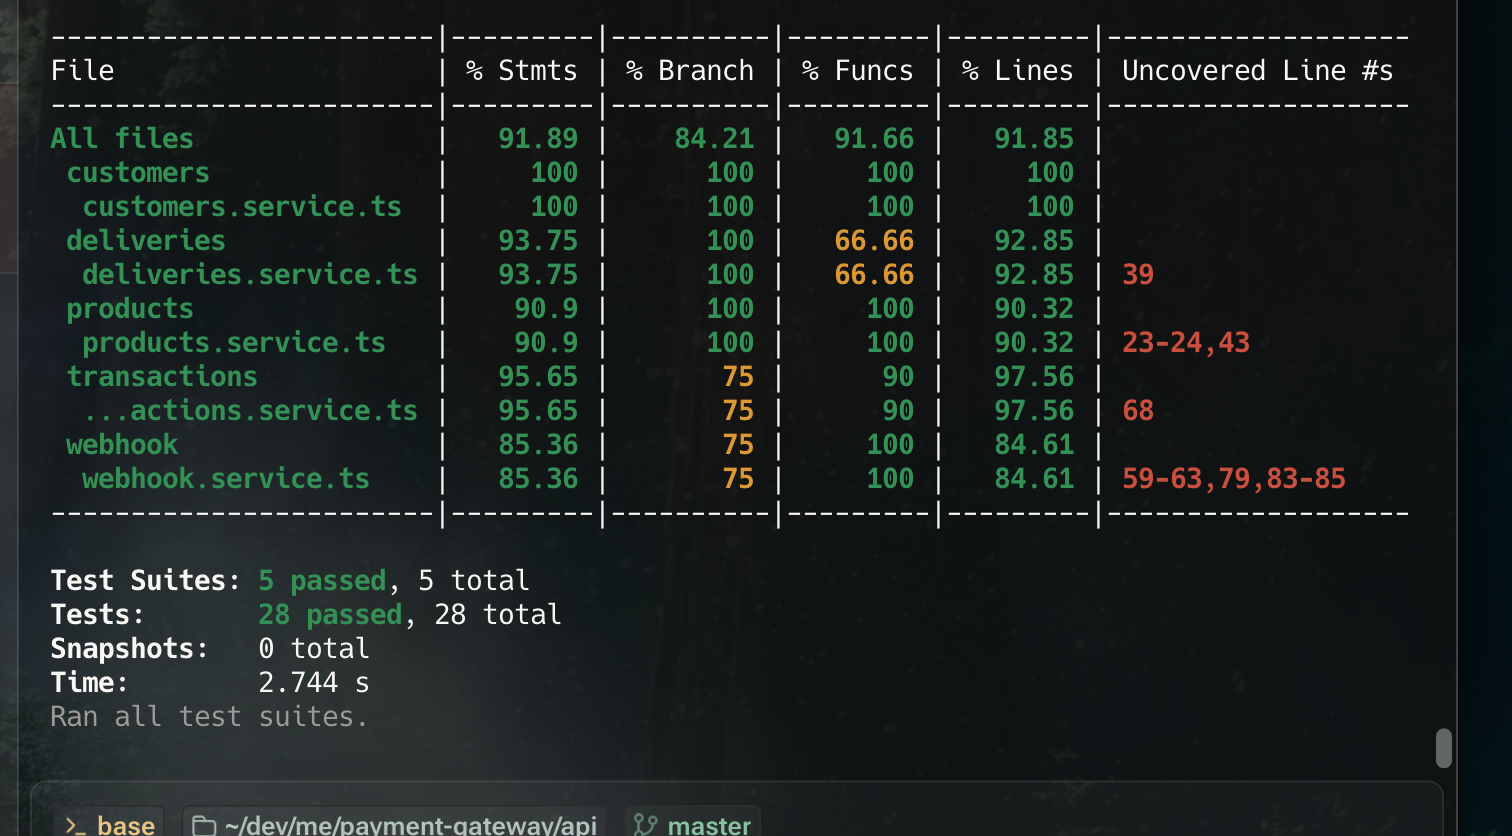 -----------------------|---------|----------|---------|---------|-------------------
File | % Stmts | % Branch | % Funcs | % Lines | Uncovered Line #s
-----------------------|---------|----------|---------|---------|-------------------
All files | 91.89 | 84.21 | 91.66 | 91.85 |
customers | 100 | 100 | 100 | 100 |
customers.service.ts | 100 | 100 | 100 | 100 |
deliveries | 93.75 | 100 | 66.66 | 92.85 |
deliveries.service.ts | 93.75 | 100 | 66.66 | 92.85 | 39
products | 90.9 | 100 | 100 | 90.32 |
products.service.ts | 90.9 | 100 | 100 | 90.32 | 23-24,43
transactions | 95.65 | 75 | 90 | 97.56 |
...actions.service.ts | 95.65 | 75 | 90 | 97.56 | 68
webhook | 85.36 | 75 | 100 | 84.61 |
webhook.service.ts | 85.36 | 75 | 100 | 84.61 | 59-63,79,83-85
-----------------------|---------|----------|---------|---------|-------------------
Test Suites: 5 passed, 5 total
Tests: 28 passed, 28 total
Snapshots: 0 total
Time: 2.744 s
Ran all test suites.
>_ base ~/dev/me/payment-gateway/api master